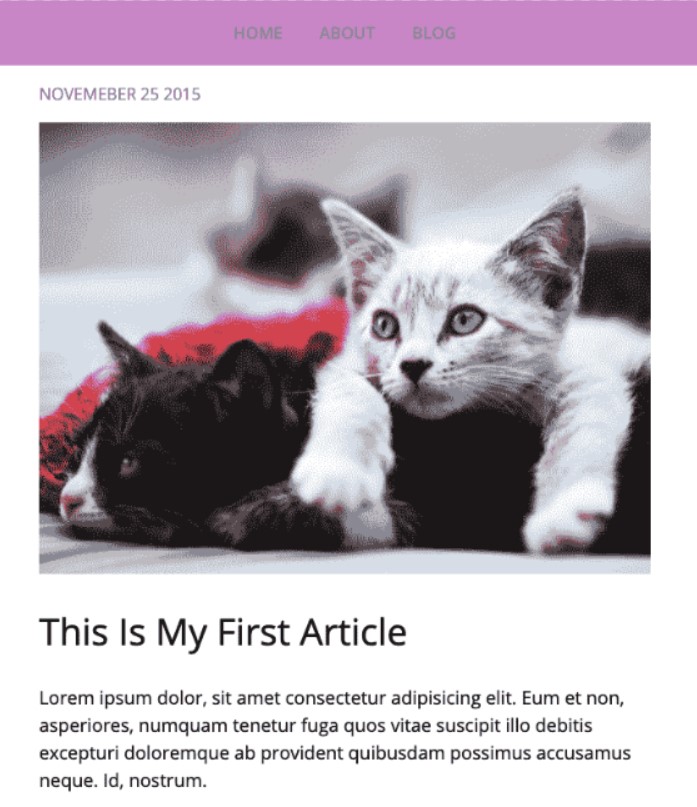 HOME ABOUT BLOG
NOVEMEBER 25 2015
This Is My First Article
Lorem ipsum dolor, sit amet consectetur adipisicing elit. Eum et non,
asperiores, numquam tenetur fuga quos vitae suscipit illo debitis
excepturi doloremque ab provident quibusdam possimus accusamus
neque. Id, nostrum.